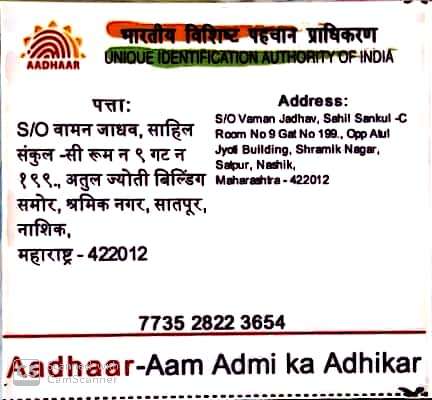 भारतीय विशिष्ट पहचान प्राधिकरण
AADHAAR
UNIQUE IDENTIFICATION AUTHORITY OF INDIA
पत्ता:
S/O वामन जाधव, साहिल
संकुल -सी रूम न ९ गट न
१९९., अतुल ज्योती बिल्डिंग
समोर, श्रमिक नगर, सातपूर,
नाशिक,
महाराष्ट्र - 422012
Address:
S/O Vaman Jadhav, Sahil Sankul -C
Room No 9 Gat No 199., Opp Atul
Jyoti Building, Shramik Nagar,
Satpur, Nashik,
Maharashtra - 422012
7735 2822 3654
Aadhaar-Aam Admi ka Adhikar
CamScanner